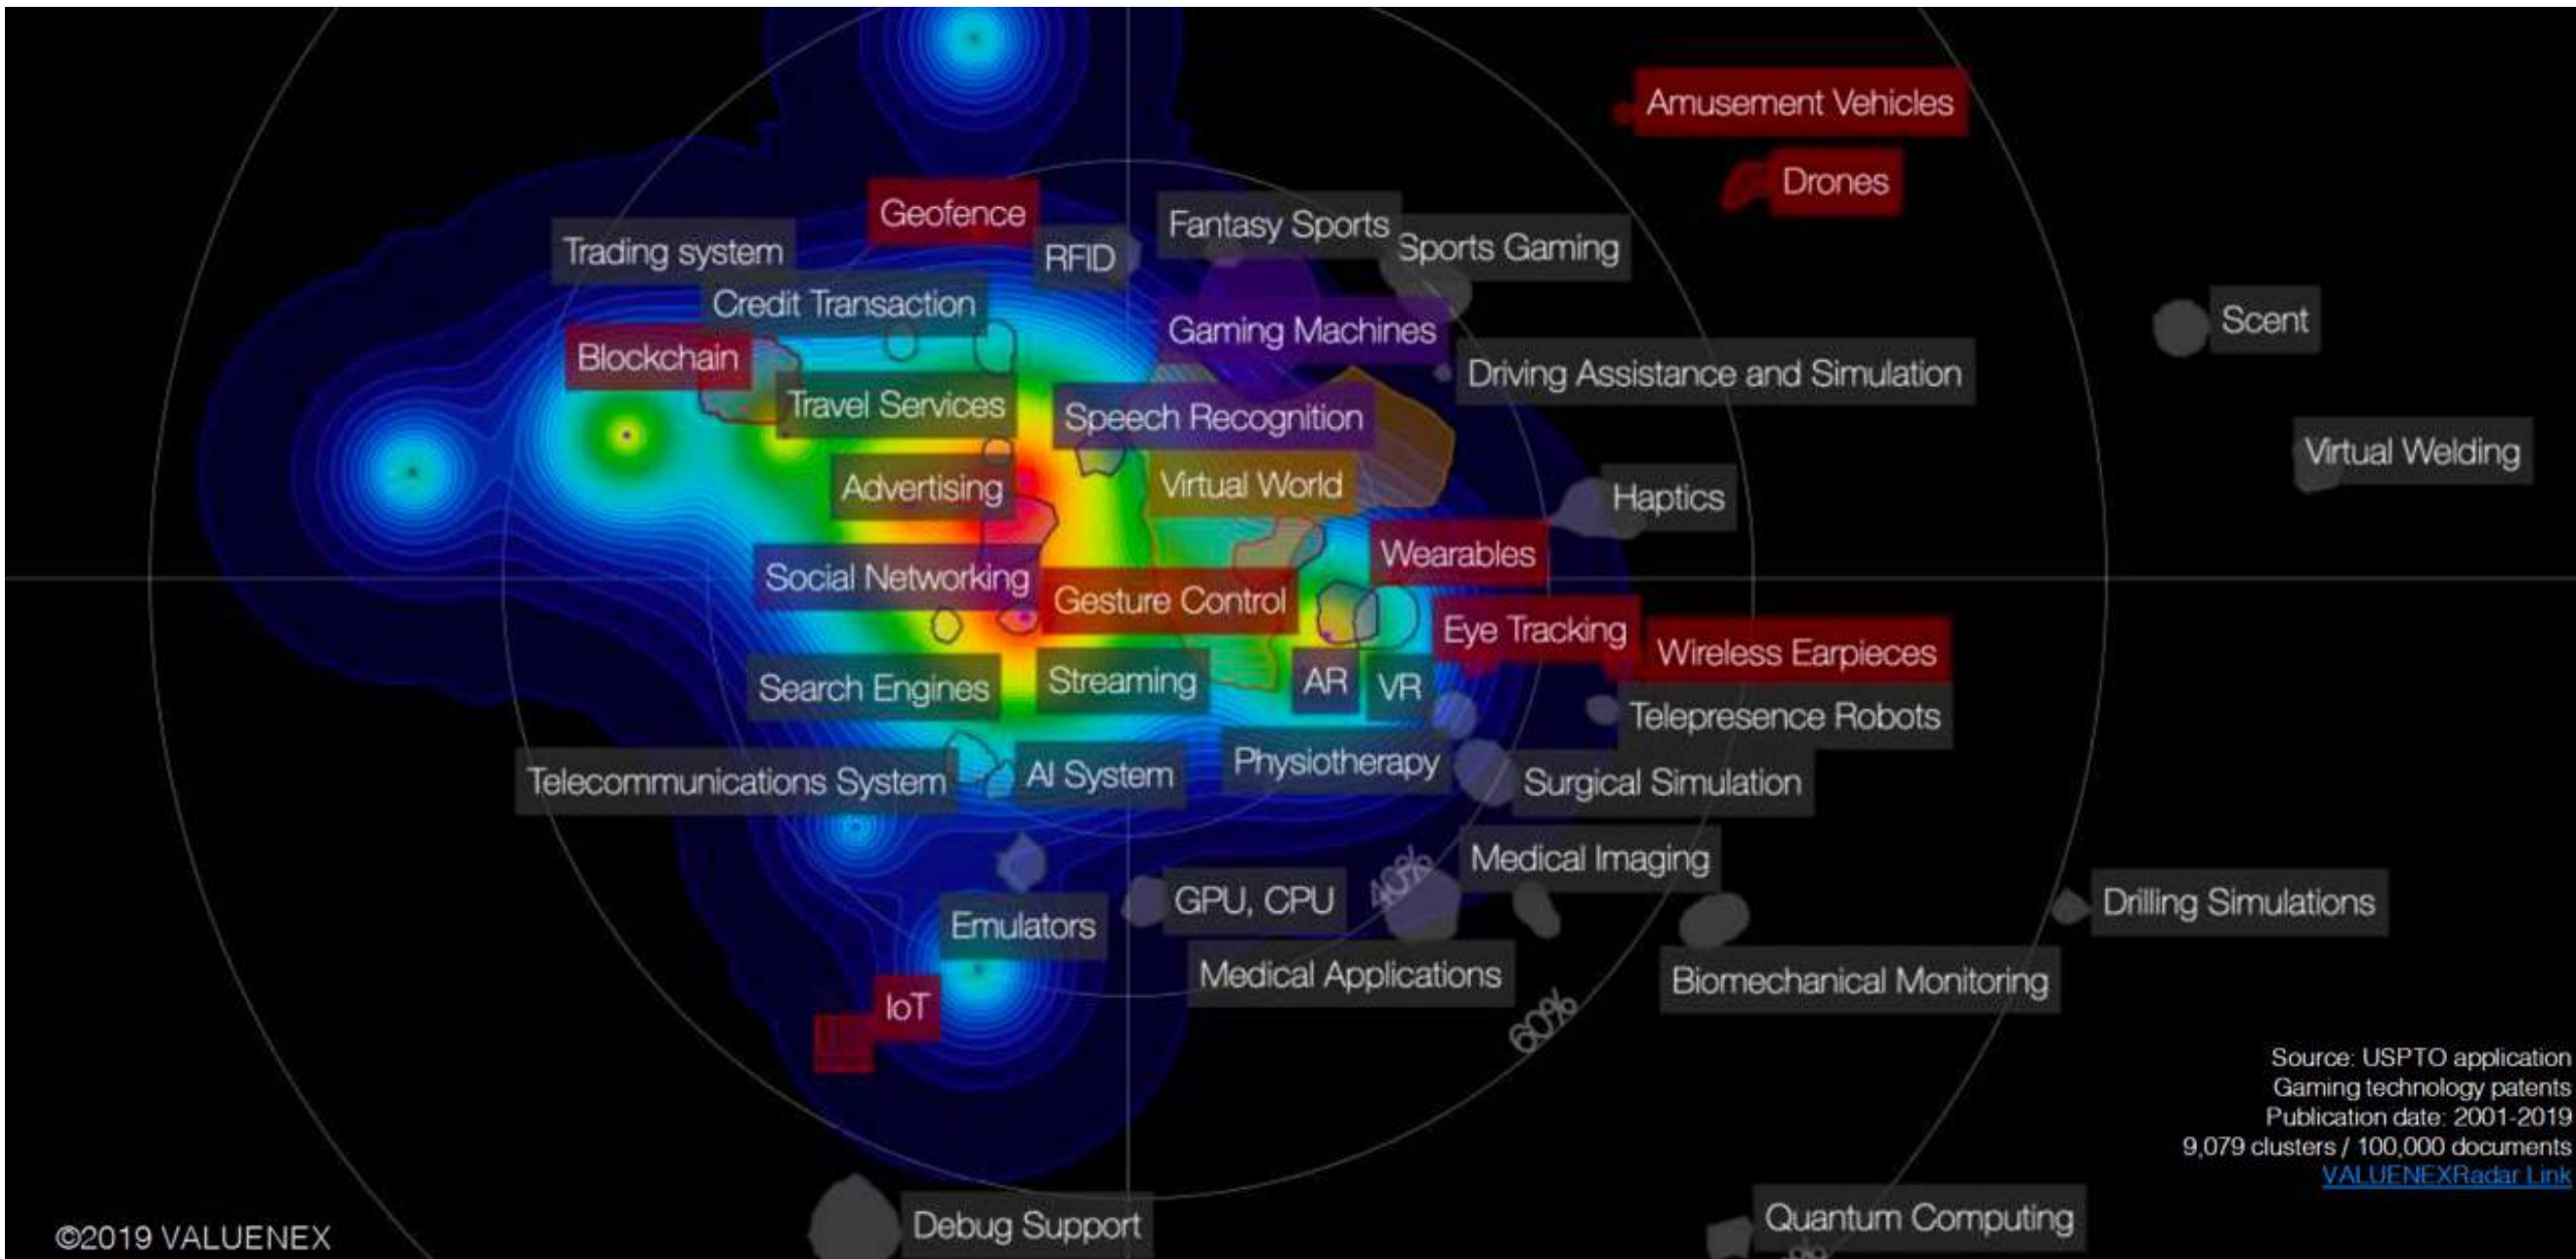 Amusement Vehicles
Drones
Geofence
Fantasy Sports
Sports Gaming
Trading system
RFID
Credit Transaction
Scent
Gaming Machines
Blockchain
Driving Assistance and Simulation
Travel Services
Speech Recognition
Virtual Welding
Advertising
Virtual World
Haptics
Wearables
Social Networking
Gesture Control
Eye Tracking
Wireless Earpieces
Search Engines
Streaming
AR
VR
Telepresence Robots
Telecommunications System
AI System
Physiotherapy
Surgical Simulation
Medical Imaging
40%
GPU, CPU
Drilling Simulations
Emulators
Medical Applications
Biomechanical Monitoring
IoT
60%
Source: USPTO application
Gaming technology patents
Publication date: 2001-2019
9,079 clusters / 100,000 documents
VALUENEXRadar Link
Debug Support
Quantum Computing
©2019 VALUENEX